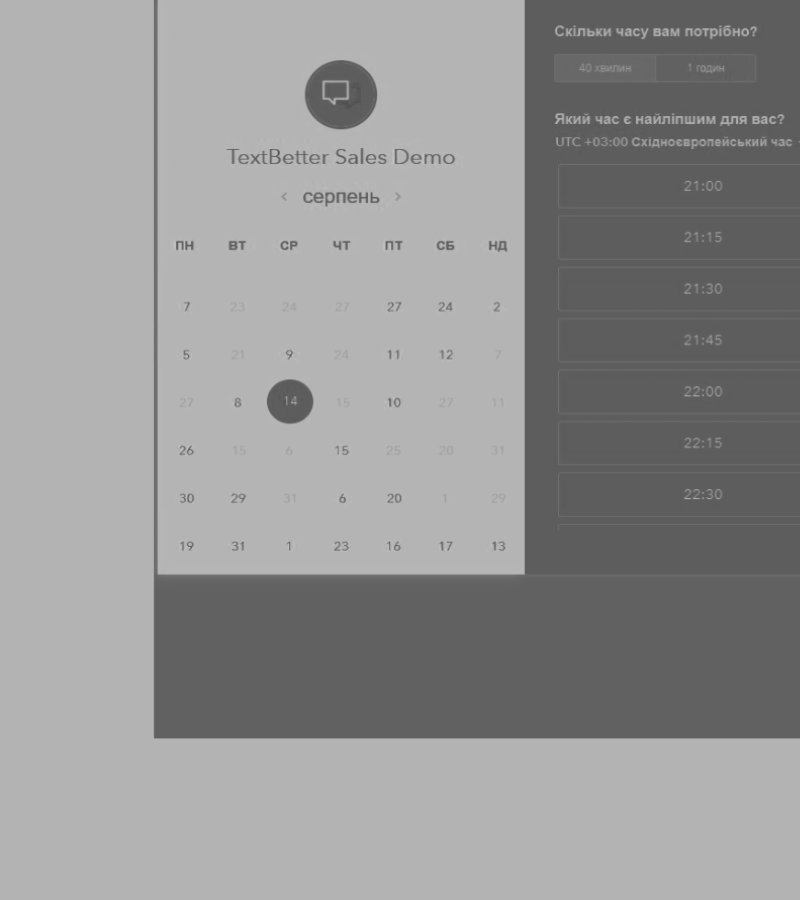 TextBetter Sales Demo
‹ серпень ›
ПН ВТ СР ЧТ ПТ СБ НД
7 23 24 27 27 24 2
5 21 9 24 11 12 7
27 8 14 15 10 27 11
26 15 6 15 25 20 31
30 29 31 6 20 1 29
19 31 1 23 16 17 13
Скільки часу вам потрібно?
40 хвилин 1 годин
Який час є найліпшим для вас?
UTC +03:00 Східноєвропейський час
21:00
21:15
21:30
21:45
22:00
22:15
22:30